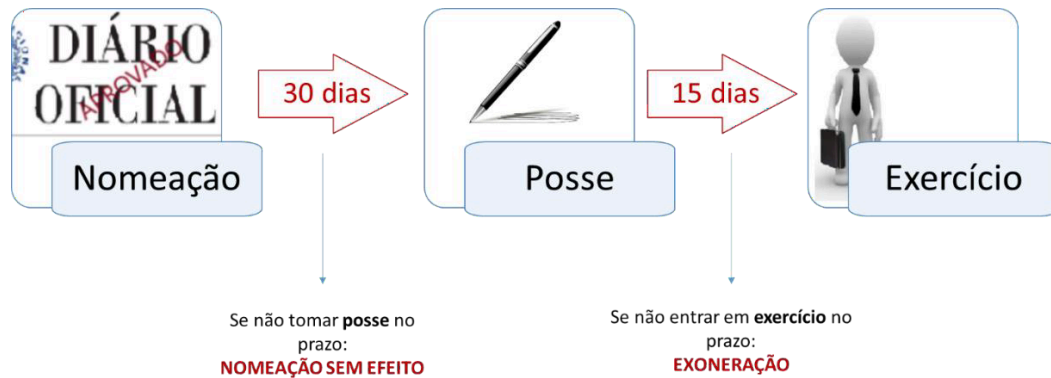 DIÁRIO
OFICIAL
APROVADO
30 dias
15 dias
Nomeação
Posse
Exercício
Se não tomar posse no
prazo:
NOMEAÇÃO SEM EFEITO
Se não entrar em exercício no
prazo:
EXONERAÇÃO